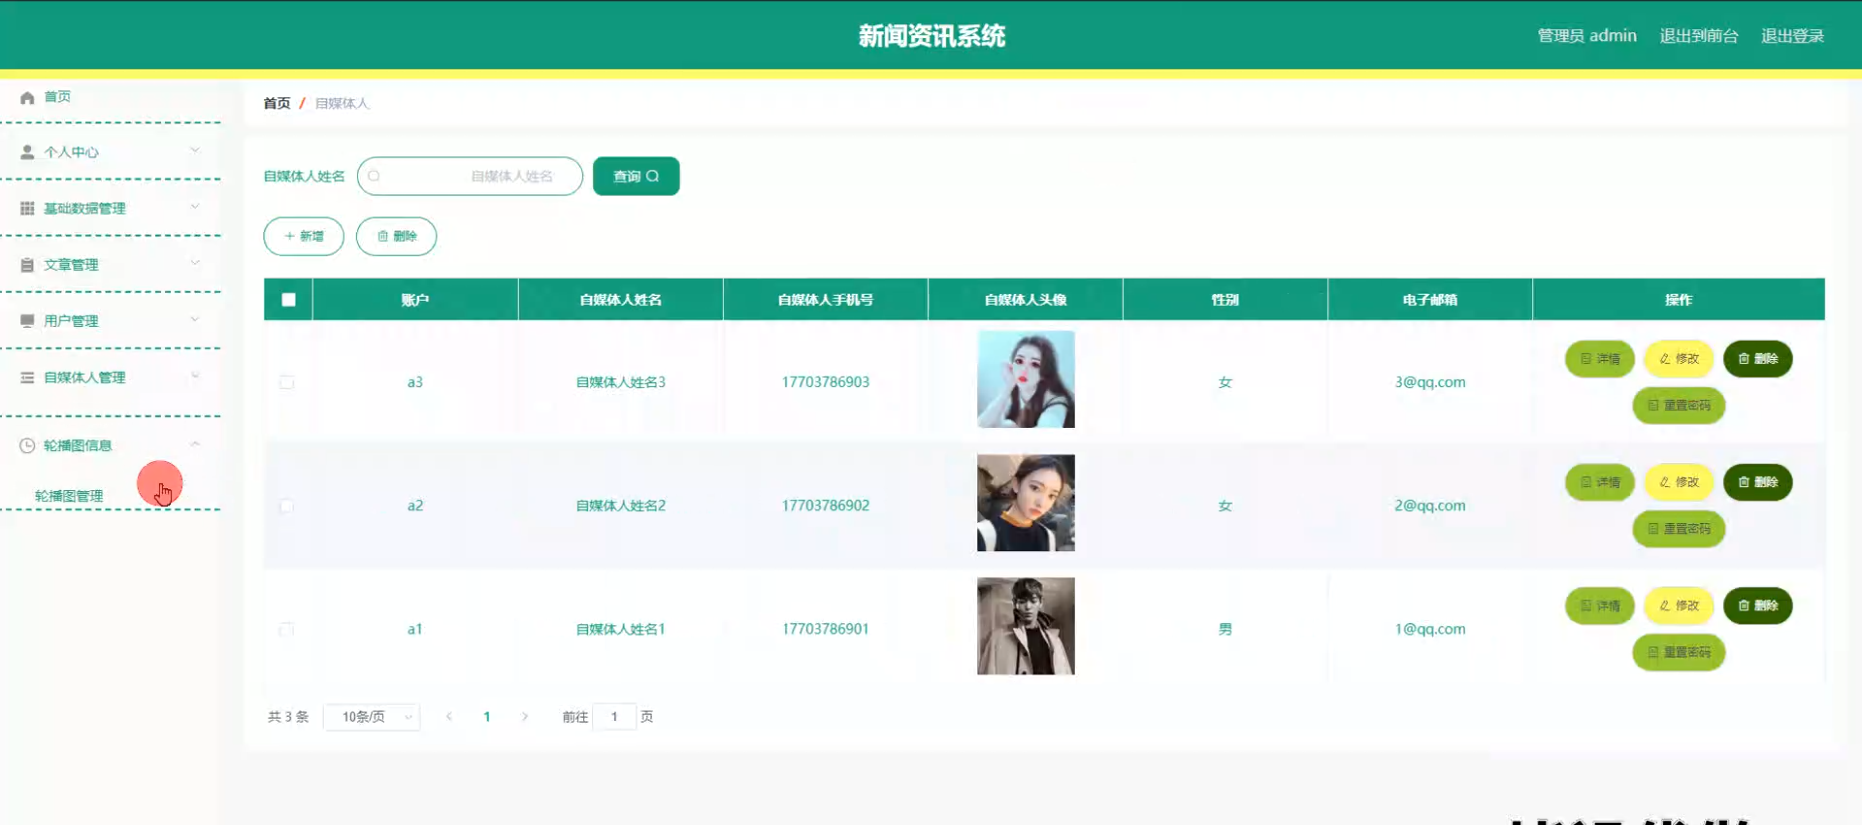 新闻资讯系统
管理员 admin 退出到前台 退出登录
首页
个人中心
基础数据管理
文章管理
用户管理
自媒体人管理
轮播图信息
轮播图管理
首页 / 自媒体人
自媒体人姓名 自媒体人姓名 查询
+ 新增 删除
账户 自媒体人姓名 自媒体人手机号 自媒体人头像 性别 电子邮箱 操作
a3 自媒体人姓名3 17703786903 女 3@qq.com 详情 修改 删除
重置密码
a2 自媒体人姓名2 17703786902 女 2@qq.com 详情 修改 删除
重置密码
a1 自媒体人姓名1 17703786901 男 1@qq.com 详情 修改 删除
重置密码
共 3 条 10条/页 < 1 > 前往 1 页